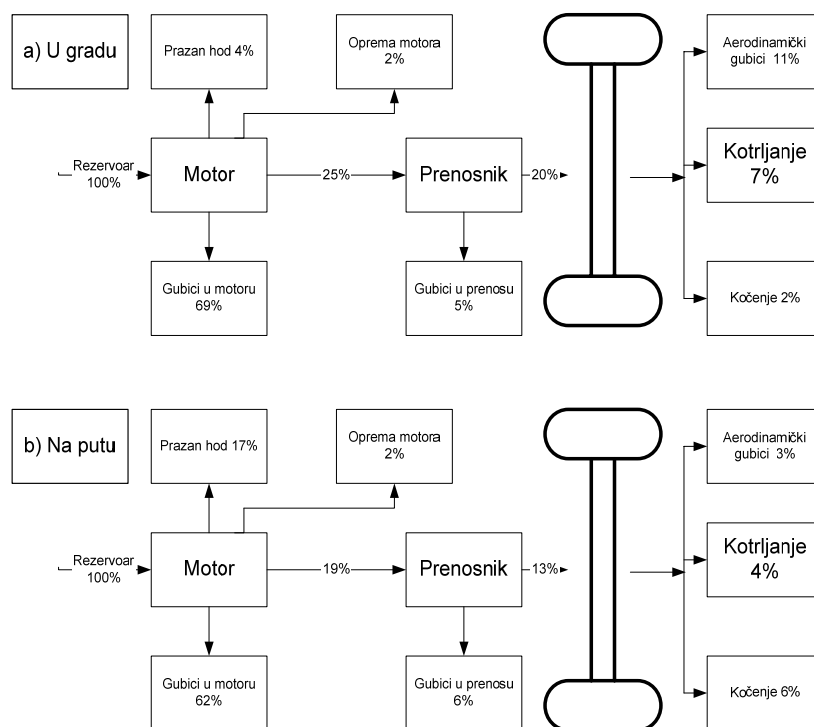 a) U gradu
Prazan hod 4%
Oprema motora
2%
Aerodinamički
gubici 11%
Rezervoar
100%
Motor
25%
Prenosnik
20%
Kotrljanje
7%
Gubici u motoru
69%
Gubici u prenosu
5%
Kočenje 2%
b) Na putu
Prazan hod 17%
Oprema motora
2%
Aerodinamički
gubici 3%
Rezervoar
100%
Motor
19%
Prenosnik
13%
Kotrljanje
4%
Gubici u motoru
62%
Gubici u prenosu
6%
Kočenje 6%